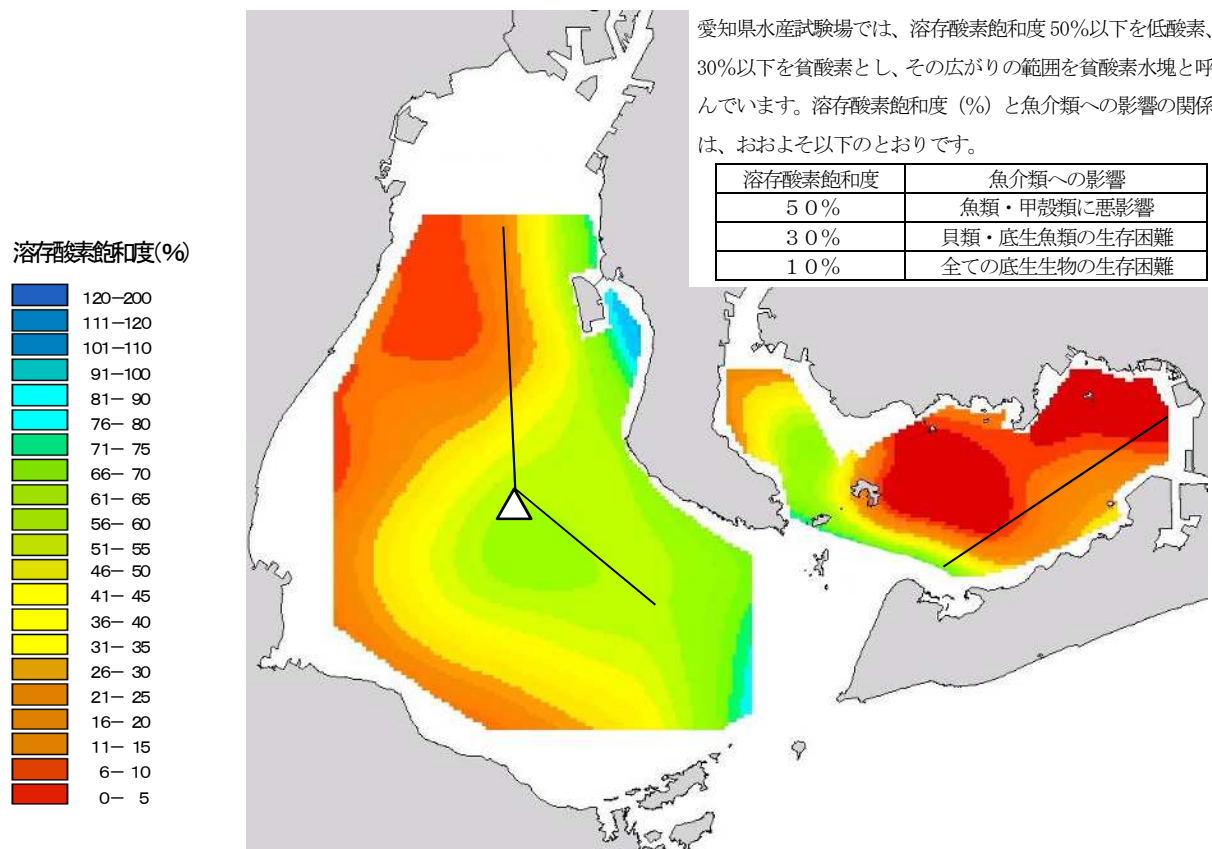 愛知県水産試験場では、溶存酸素飽和度 50%以下を低酸素、
30%以下を貧酸素とし、その広がりの範囲を貧酸素水塊と呼
んでいます。溶存酸素飽和度（%）と魚介類への影響の関係
は、おおよそ以下のとおりです。
溶存酸素飽和度 魚介類への影響
５０％ 魚類・甲殻類に悪影響
３０％ 貝類・底生魚類の生存困難
１０％ 全ての底生生物の生存困難
溶存酸素飽和度(%)
120－200
111－120
101－110
91－100
81－ 90
76－ 80
71－ 75
66－ 70
61－ 65
56－ 60
51－ 55
46－ 50
41－ 45
36－ 40
31－ 35
26－ 30
21－ 25
16－ 20
11－ 15
6－ 10
0－ 5